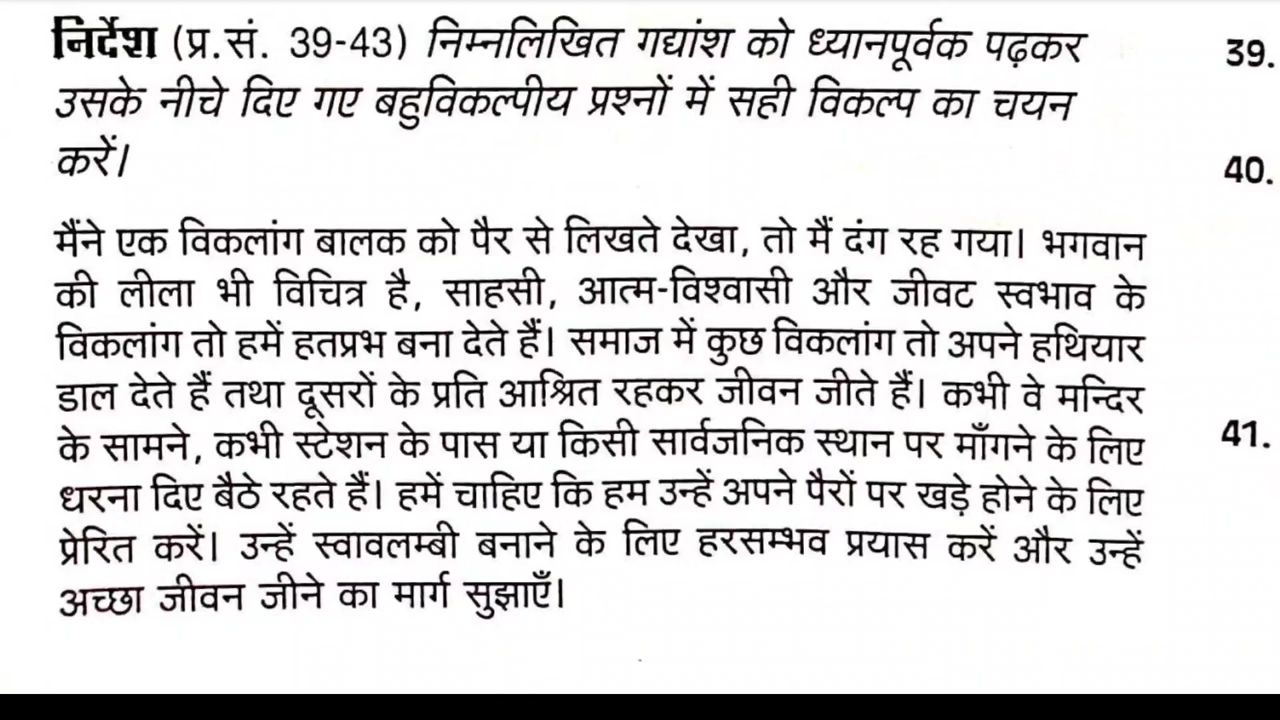 निर्देश (प्र.सं. 39-43) निम्नलिखित गद्यांश को ध्यानपूर्वक पढ़कर
उसके नीचे दिए गए बहुविकल्पीय प्रश्नों में सही विकल्प का चयन
करें।
मैंने एक विकलांग बालक को पैर से लिखते देखा, तो मैं दंग रह गया। भगवान
की लीला भी विचित्र है, साहसी, आत्म-विश्वासी और जीवट स्वभाव के
विकलांग तो हमें हतप्रभ बना देते हैं। समाज में कुछ विकलांग तो अपने हथियार
डाल देते हैं तथा दूसरों के प्रति आश्रित रहकर जीवन जीते हैं। कभी वे मन्दिर
के सामने, कभी स्टेशन के पास या किसी सार्वजनिक स्थान पर माँगने के लिए
धरना दिए बैठे रहते हैं। हमें चाहिए कि हम उन्हें अपने पैरों पर खड़े होने के लिए
प्रेरित करें। उन्हें स्वावलम्बी बनाने के लिए हरसम्भव प्रयास करें और उन्हें
अच्छा जीवन जीने का मार्ग सुझाएँ।
39.
40.
41.